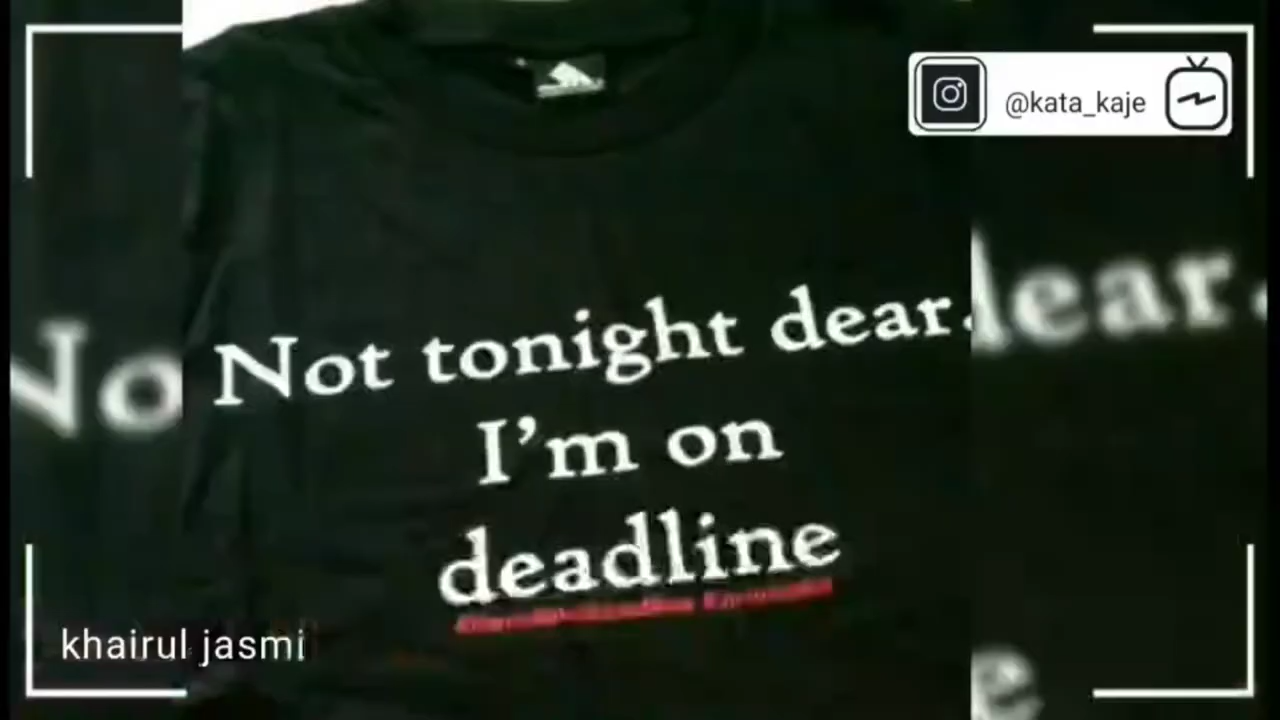 @kata_kaje
Not tonight dear.
I'm on
deadline
khairul jasmi